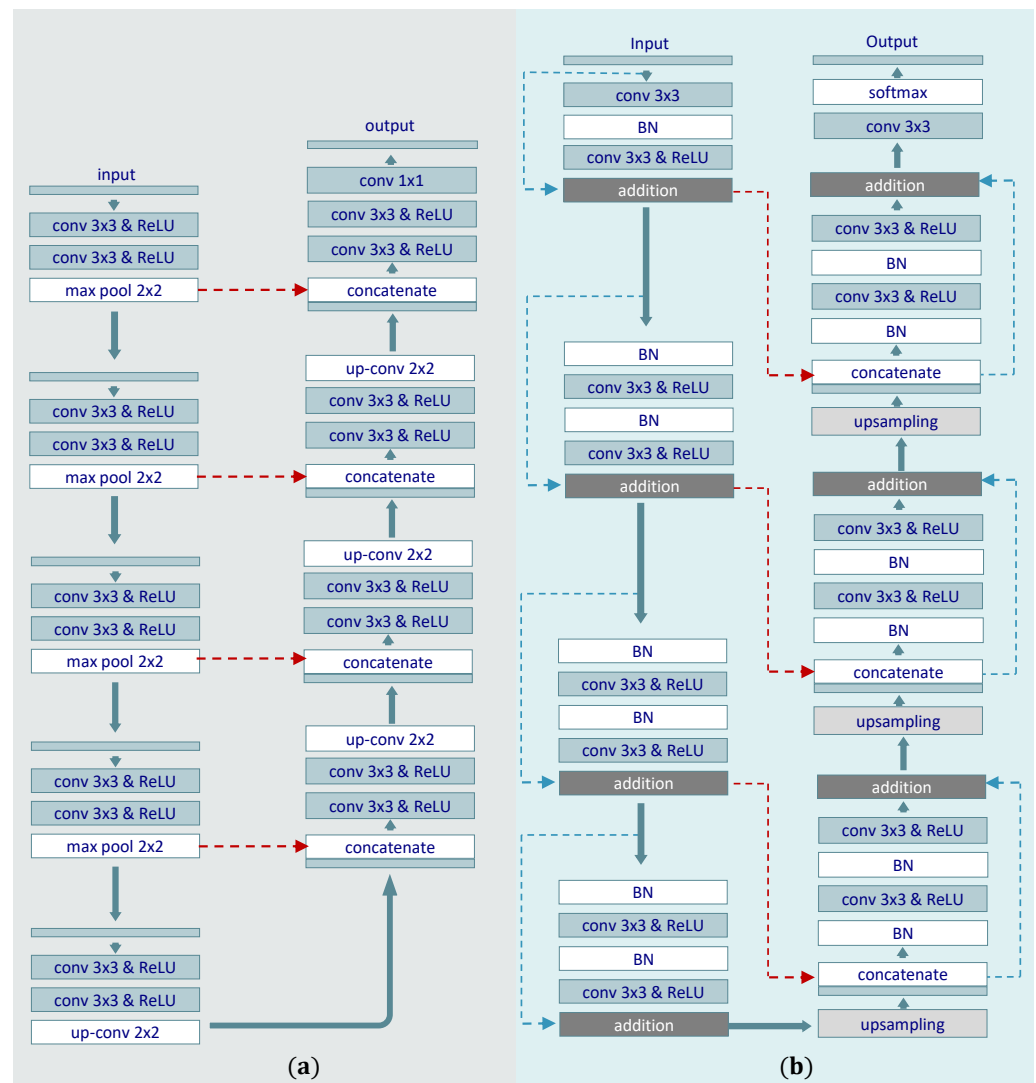 input
conv 3x3 & ReLU
conv 3x3 & ReLU
max pool 2x2
conv 3x3 & ReLU
conv 3x3 & ReLU
max pool 2x2
conv 3x3 & ReLU
conv 3x3 & ReLU
max pool 2x2
conv 3x3 & ReLU
conv 3x3 & ReLU
max pool 2x2
conv 3x3 & ReLU
conv 3x3 & ReLU
up-conv 2x2
output
conv 1x1
conv 3x3 & ReLU
conv 3x3 & ReLU
concatenate
up-conv 2x2
conv 3x3 & ReLU
conv 3x3 & ReLU
concatenate
up-conv 2x2
conv 3x3 & ReLU
conv 3x3 & ReLU
concatenate
up-conv 2x2
conv 3x3 & ReLU
conv 3x3 & ReLU
concatenate
(a)
Input
conv 3x3
BN
conv 3x3 & ReLU
addition
BN
conv 3x3 & ReLU
BN
conv 3x3 & ReLU
addition
BN
conv 3x3 & ReLU
BN
conv 3x3 & ReLU
addition
BN
conv 3x3 & ReLU
BN
conv 3x3 & ReLU
addition
Output
softmax
conv 3x3
addition
conv 3x3 & ReLU
BN
conv 3x3 & ReLU
BN
concatenate
upsampling
addition
conv 3x3 & ReLU
BN
conv 3x3 & ReLU
BN
concatenate
upsampling
addition
conv 3x3 & ReLU
BN
conv 3x3 & ReLU
BN
concatenate
upsampling
(b)